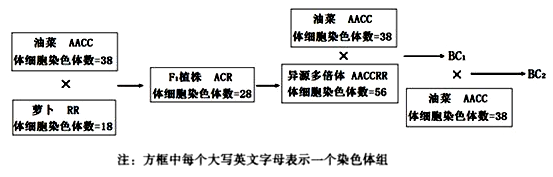 油菜 AACC
体细胞染色体数=38
×
萝卜 RR
体细胞染色体数=18
F₁植株 ACR
体细胞染色体数=28
油菜 AACC
体细胞染色体数=38
×
异源多倍体 AACCRR
体细胞染色体数=56
BC₁
×
油菜 AACC
体细胞染色体数=38
BC₂
注：方框中每个大写英文字母表示一个染色体组